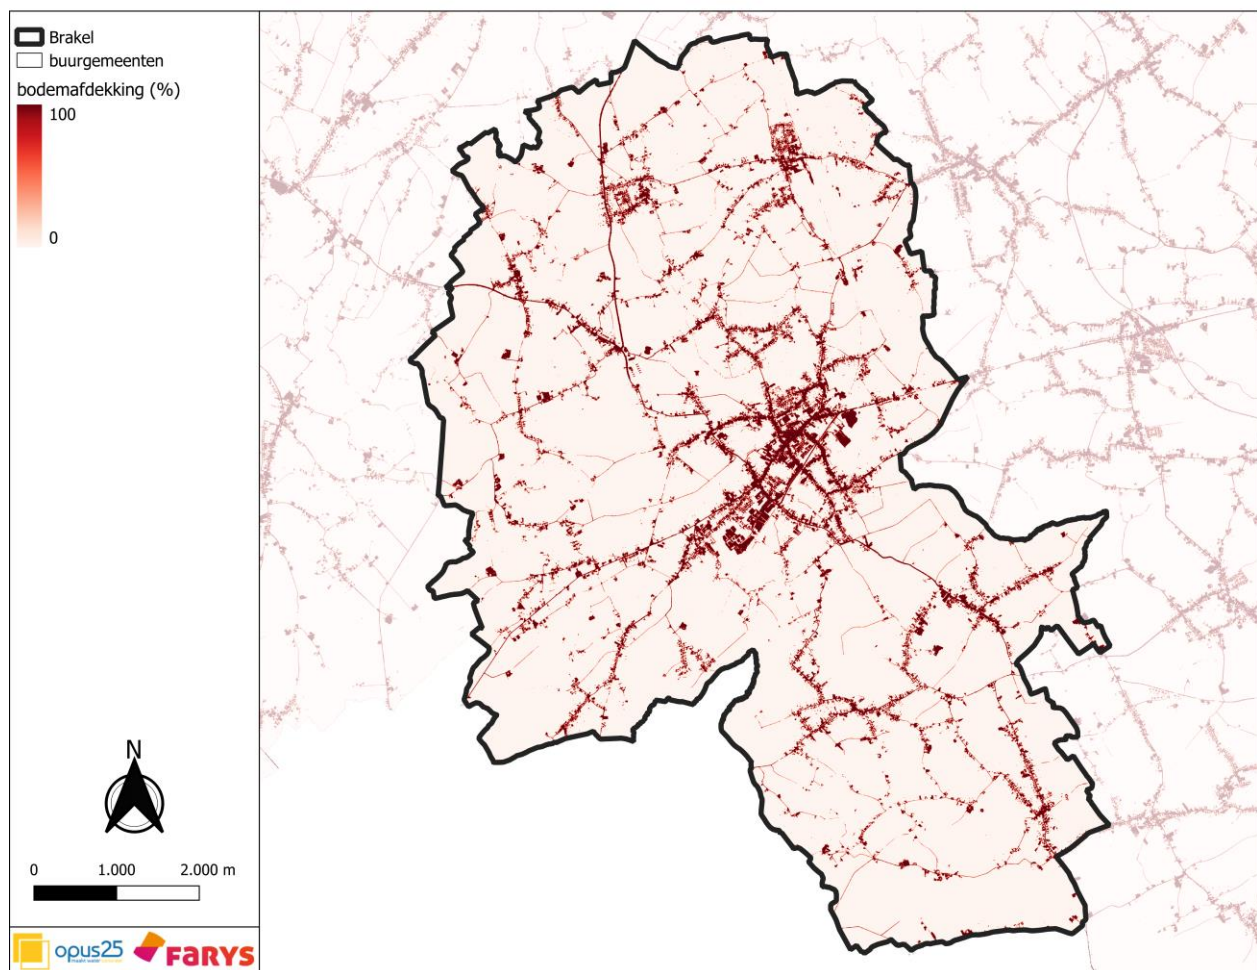 Brakel
buurgemeenten
bodemafdekking (%)
100
0
N
0 1.000 2.000 m
opus25
FARYS